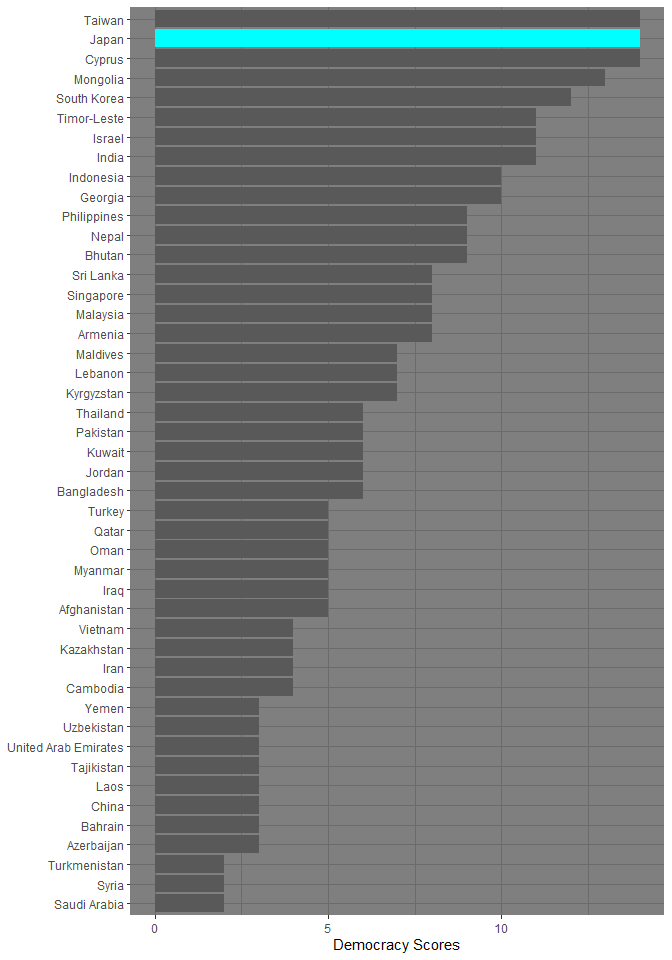 Taiwan
Japan
Cyprus
Mongolia
South Korea
Timor-Leste
Israel
India
Indonesia
Georgia
Philippines
Nepal
Bhutan
Sri Lanka
Singapore
Malaysia
Armenia
Maldives
Lebanon
Kyrgyzstan
Thailand
Pakistan
Kuwait
Jordan
Bangladesh
Turkey
Qatar
Oman
Myanmar
Iraq
Afghanistan
Vietnam
Kazakhstan
Iran
Cambodia
Yemen
Uzbekistan
United Arab Emirates
Tajikistan
Laos
China
Bahrain
Azerbaijan
Turkmenistan
Syria
Saudi Arabia
0 5 10
Democracy Scores